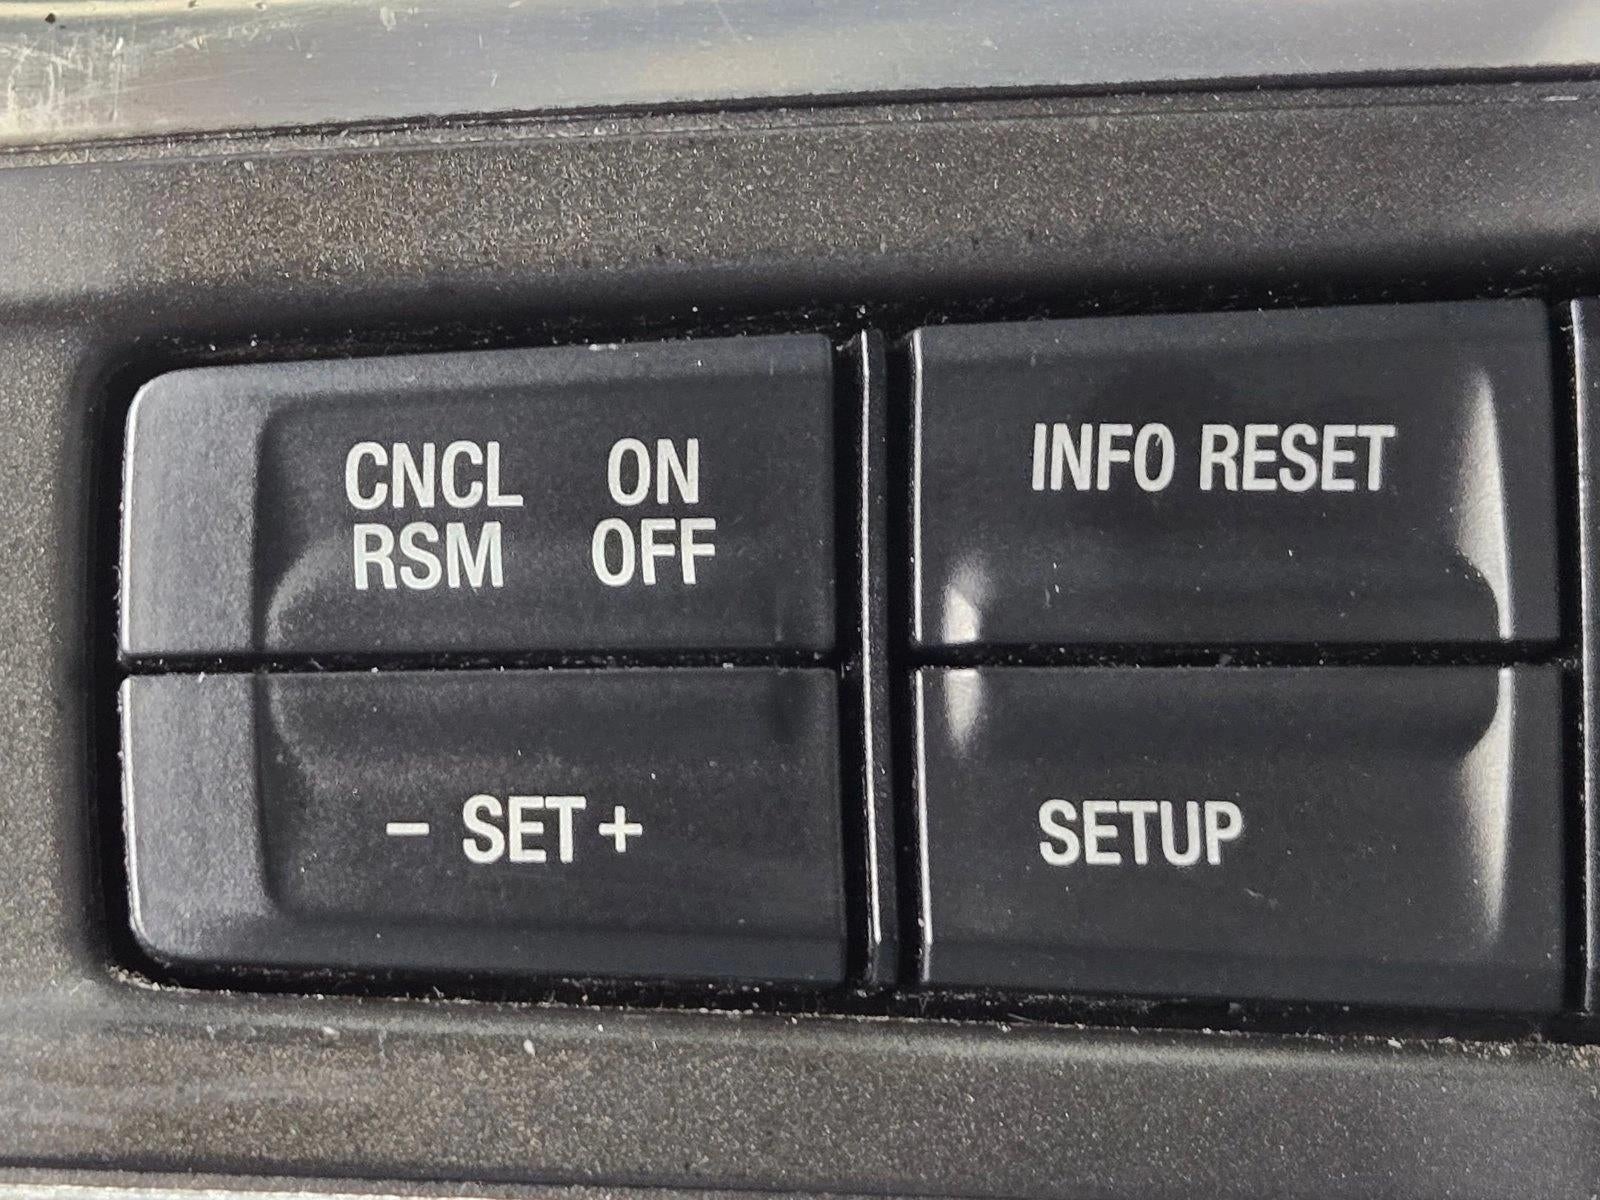 CNCL ON
RSM OFF
INFO RESET
- SET +
SETUP